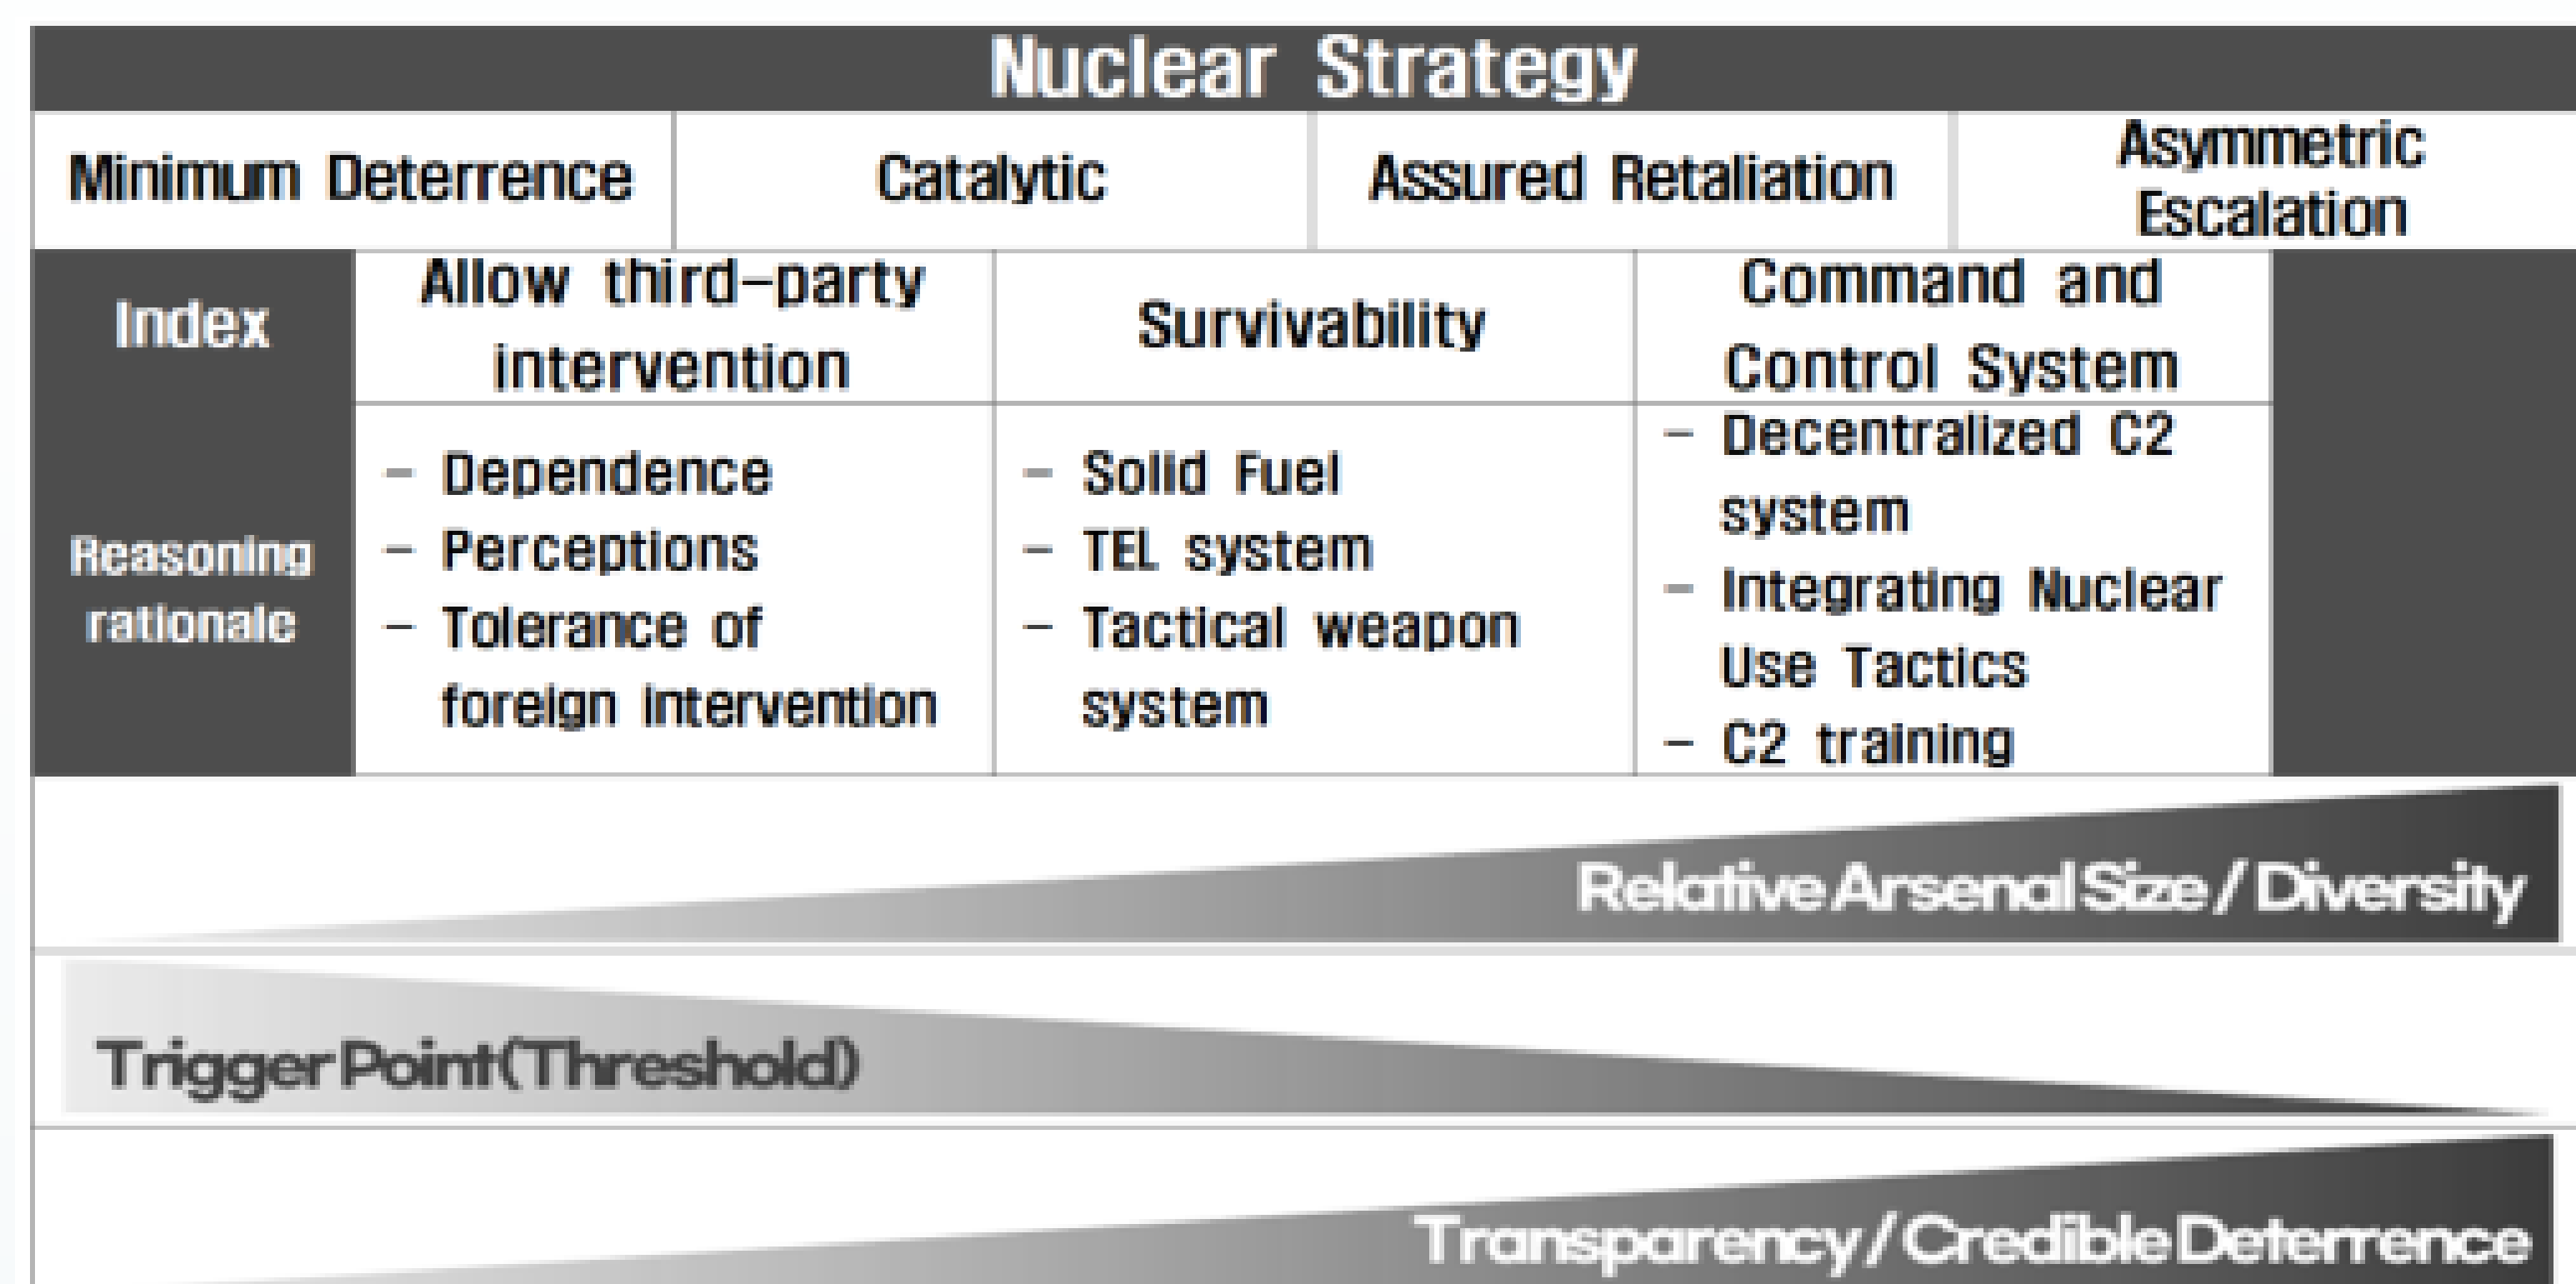 Nuclear Strategy
Minimum Deterrence
Catalytic
Assured Retaliation
Asymmetric
Escalation
Index
Allow third-party
intervention
Survivability
Command and
Control System
Reasoning
rationale
- Dependence
- Perceptions
- Tolerance of
foreign intervention
- Solid Fuel
- TEL system
- Tactical weapon
system
- Decentralized C2
system
- Integrating Nuclear
Use Tactics
- C2 training
Relative Arsenal Size / Diversity
Trigger Point(Threshold)
Transparency / Credible Deterrence